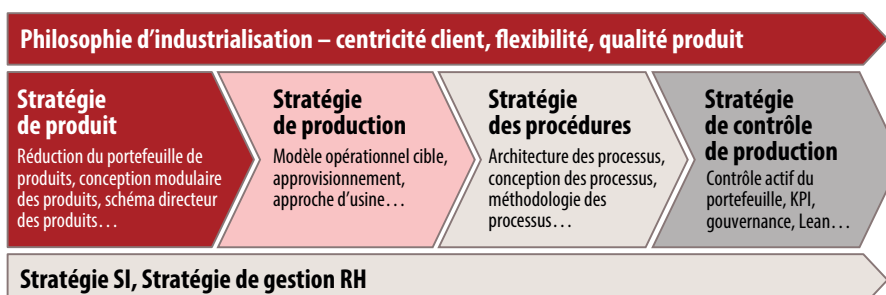 Philosophie d’industrialisation – centricité client, flexibilité, qualité produit
Stratégie
de produit
Réduction du portefeuille de
produits, conception modulaire
des produits, schéma directeur
des produits…
Stratégie
de production
Modèle opérationnel cible,
approvisionnement,
approche d’usine…
Stratégie
des procédures
Architecture des processus,
conception des processus,
méthodologie des
processus…
Stratégie
de contrôle
de production
Contrôle actif du
portefeuille, KPI,
gouvernance, Lean…
Stratégie SI, Stratégie de gestion RH